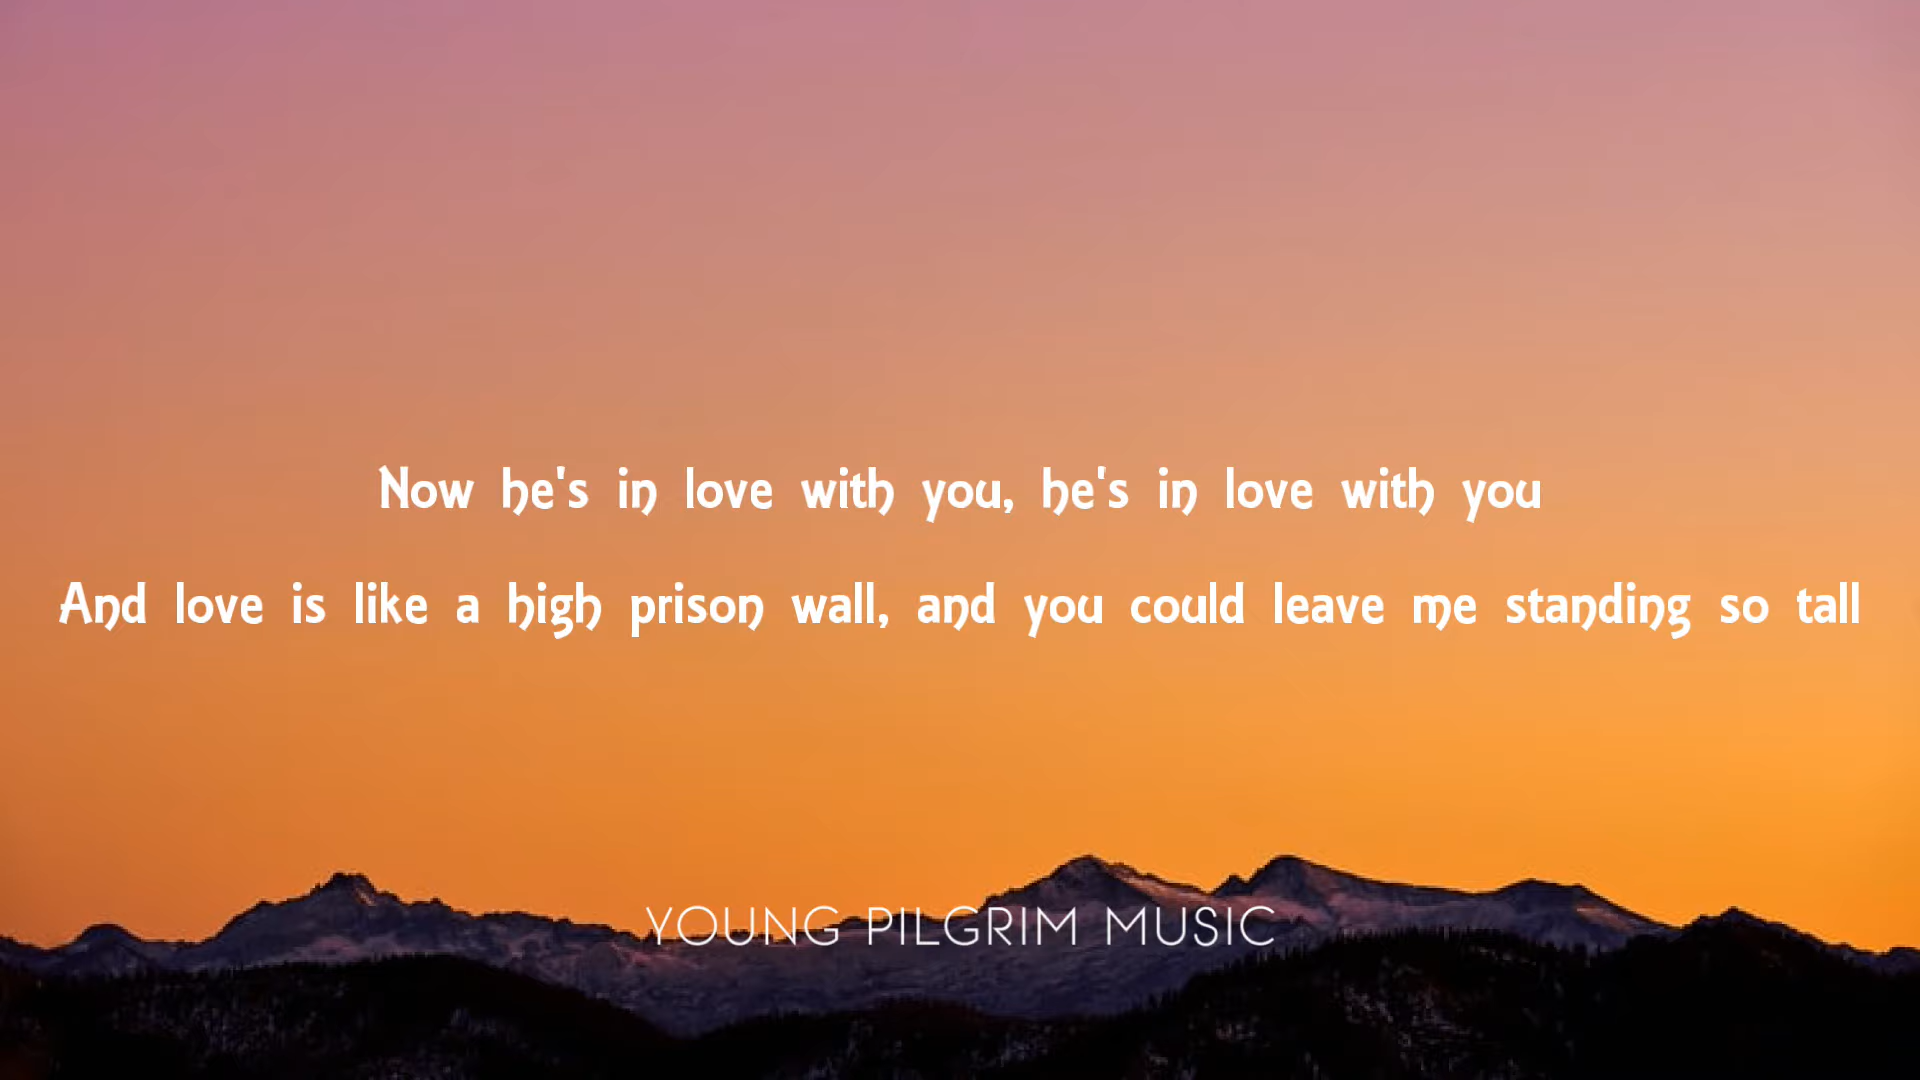 Now he's in love with you, he's in love with you
And love is like a high prison wall, and you could leave me standing so tall
YOUNG PILGRIM MUSIC